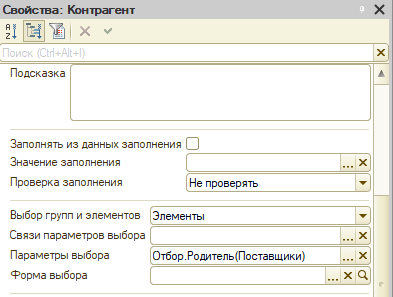 Свойства: Контрагент
Поиск (Ctrl+Alt+I)
Подсказка
Заполнять из данных заполнения
Значение заполнения
Проверка заполнения Не проверять
Выбор групп и элементов Элементы
Связи параметров выбора
Параметры выбора Отбор.Родитель(Поставщики)
Форма выбора